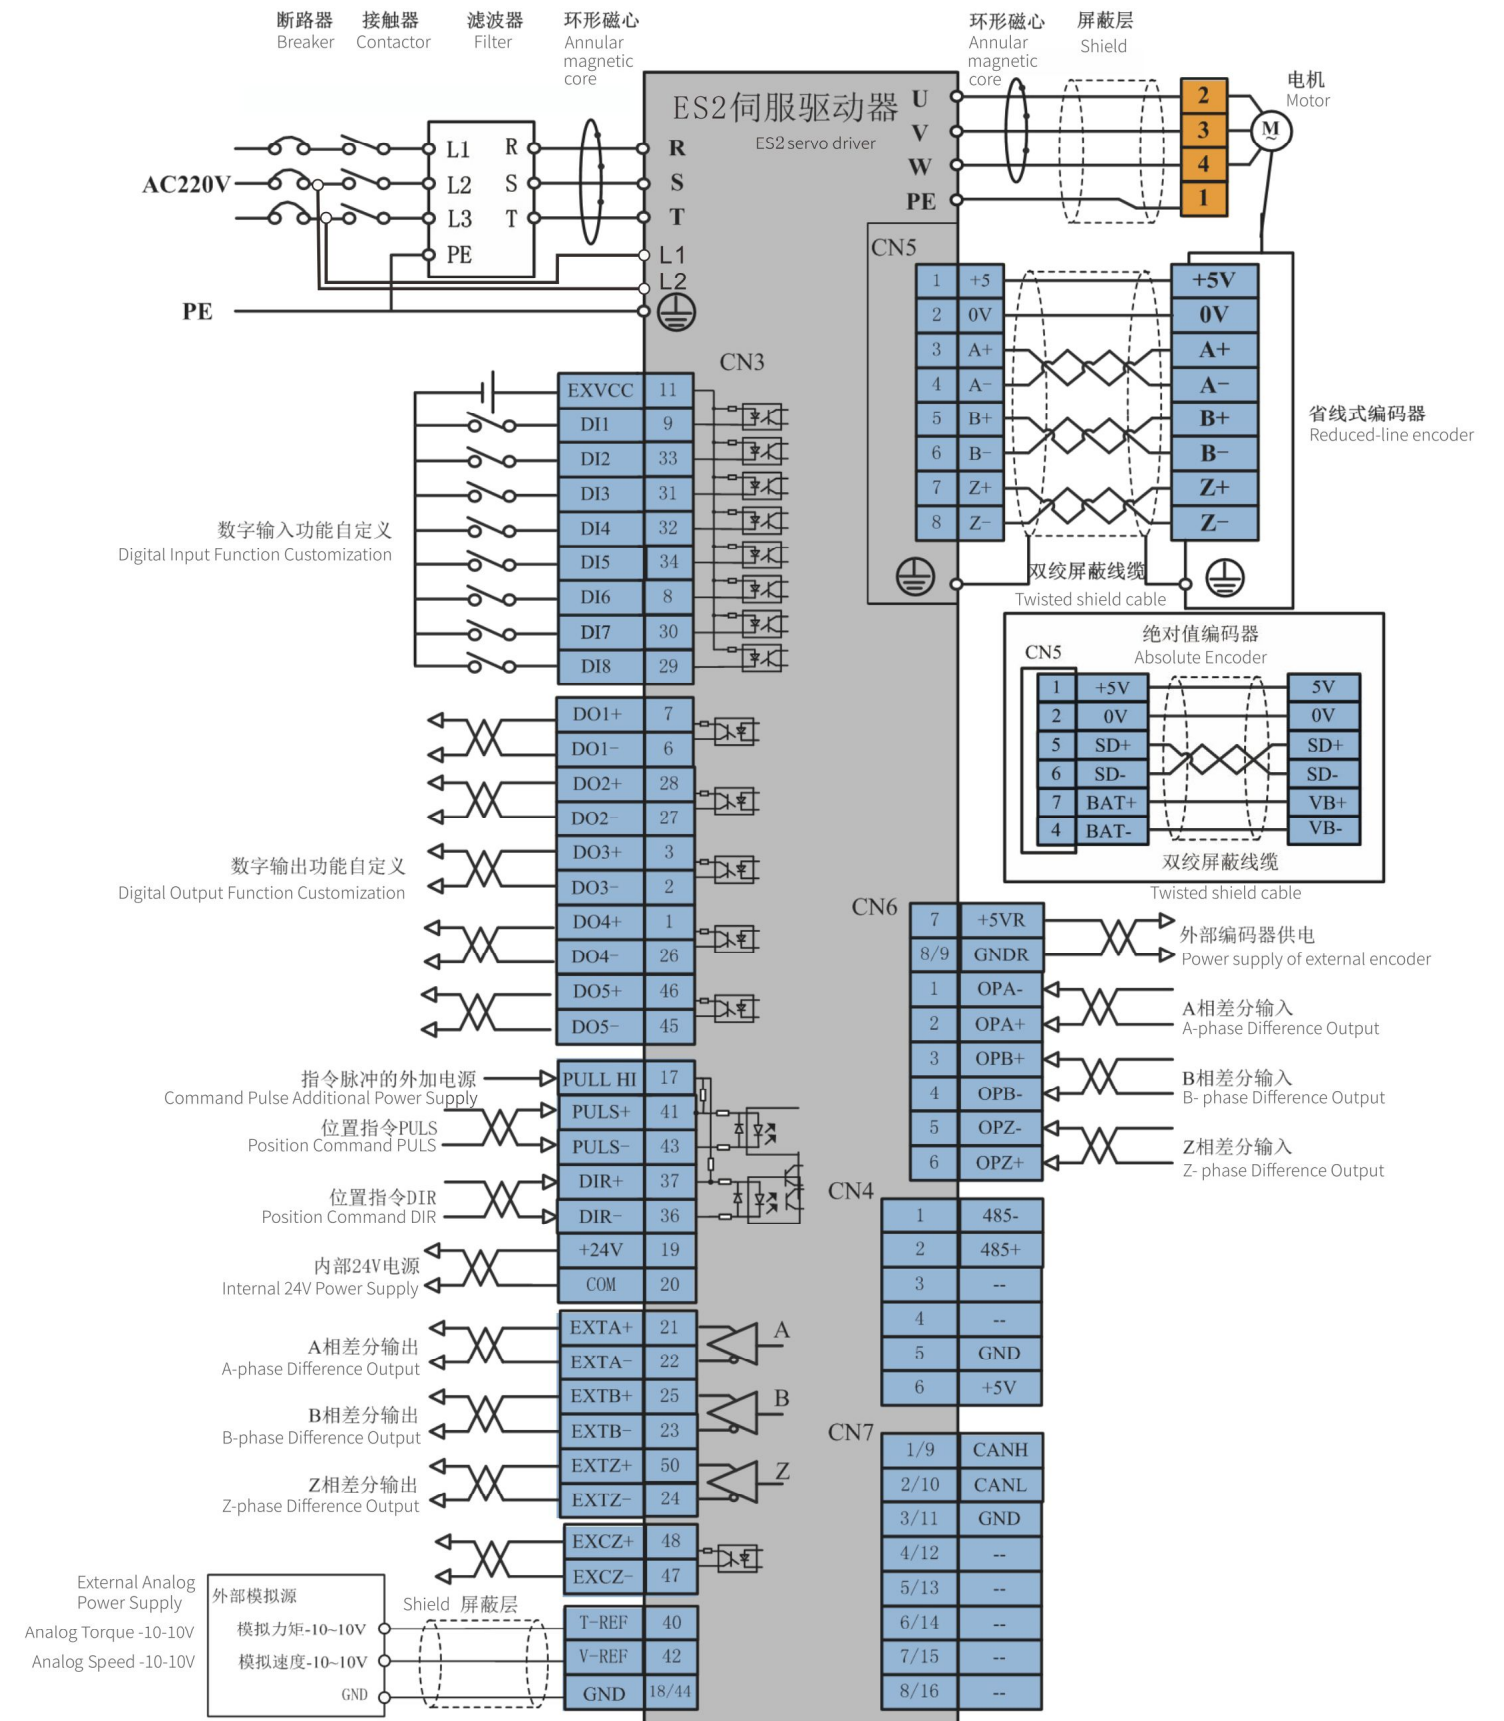 断路器 接触器 滤波器 环形磁心
Breaker Contactor Filter Annular
magnetic
core
环形磁心 屏蔽层
Annular Shield
magnetic
core
电机
Motor
ES2伺服驱动器
ES2 servo driver
AC220V
L1 R
L2 S
L3 T
PE
PE
R
S
T
L1
L2
U
V
W
PE
2
3
4
1
M
~
CN5
1 +5 +5V
2 0V 0V
3 A+ A+
4 A- A-
5 B+ B+
6 B- B-
7 Z+ Z+
8 Z- Z-
省线式编码器
Reduced-line encoder
双绞屏蔽线缆
Twisted shield cable
绝对值编码器
Absolute Encoder
CN5
1 +5V 5V
2 0V 0V
5 SD+ SD+
6 SD- SD-
7 BAT+ VB+
4 BAT- VB-
双绞屏蔽线缆
Twisted shield cable
CN3
EXVCC 11
DI1 9
DI2 33
DI3 31
DI4 32
DI5 34
DI6 8
DI7 30
DI8 29
数字输入功能自定义
Digital Input Function Customization
DO1+ 7
DO1- 6
DO2+ 28
DO2- 27
DO3+ 3
DO3- 2
DO4+ 1
DO4- 26
DO5+ 46
DO5- 45
数字输出功能自定义
Digital Output Function Customization
指令脉冲的外加电源
Command Pulse Additional Power Supply
位置指令PULS
Position Command PULS
位置指令DIR
Position Command DIR
内部24V电源
Internal 24V Power Supply
PULL HI 17
PULS+ 41
PULS- 43
DIR+ 37
DIR- 36
+24V 19
COM 20
A相差分输出
A-phase Difference Output
B相差分输出
B-phase Difference Output
Z相差分输出
Z-phase Difference Output
EXTA+ 21
EXTA- 22
EXTB+ 25
EXTB- 23
EXTZ+ 50
EXTZ- 24
A
B
Z
EXCZ+ 48
EXCZ- 47
External Analog
Power Supply
Analog Torque -10-10V
Analog Speed -10-10V
外部模拟源
模拟力矩-10~10V
模拟速度-10~10V
GND
Shield 屏蔽层
T-REF 40
V-REF 42
GND 18/44
CN6
7 +5VR
8/9 GNDR
1 OPA-
2 OPA+
3 OPB+
4 OPB-
5 OPZ-
6 OPZ+
外部编码器供电
Power supply of external encoder
A相差分输入
A-phase Difference Output
B相差分输入
B- phase Difference Output
Z相差分输入
Z- phase Difference Output
CN4
1 485-
2 485+
3 --
4 --
5 GND
6 +5V
CN7
1/9 CANH
2/10 CANL
3/11 GND
4/12 --
5/13 --
6/14 --
7/15 --
8/16 --